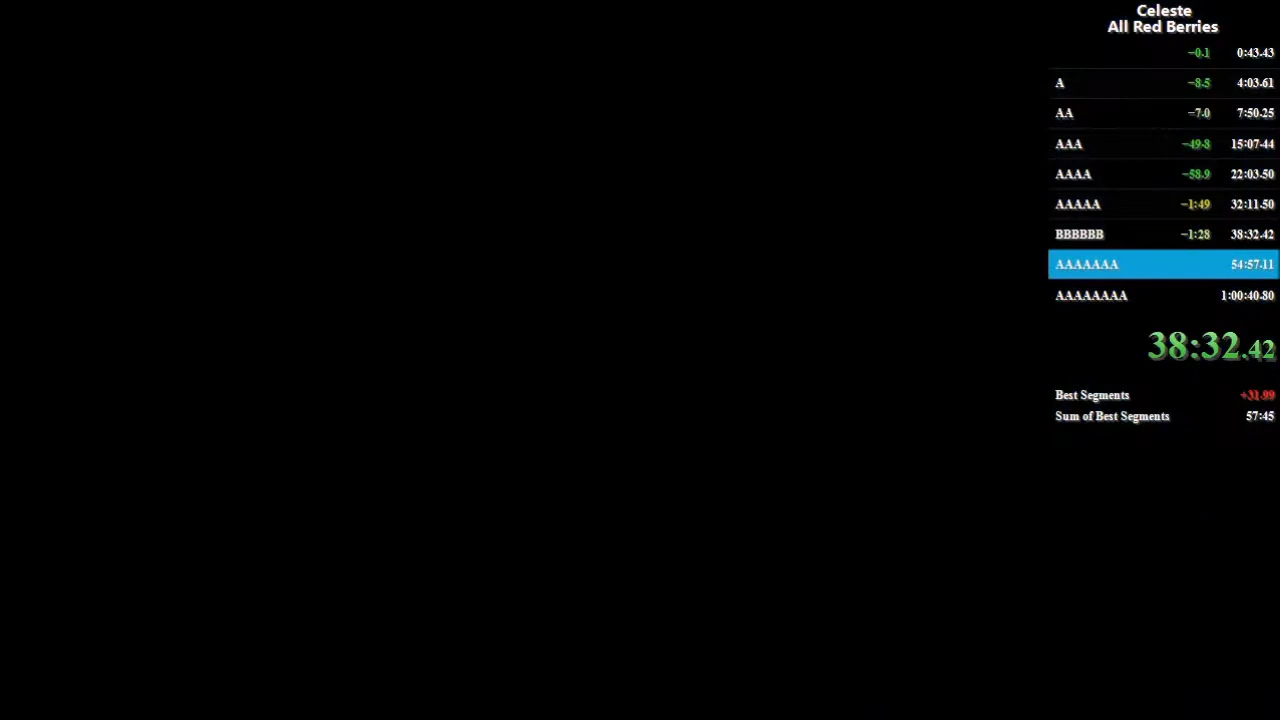 Celeste
All Red Berries
−0.1 0:43.43
A −8.5 4:03.61
AA −7.0 7:50.25
AAA −49.8 15:07.44
AAAA −58.9 22:03.50
AAAAA −1:49 32:11.50
BBBBBB −1:28 38:32.42
AAAAAAA 54:57.11
AAAAAAAA 1:00:40.80
38:32.42
Best Segments +31.99
Sum of Best Segments 57:45